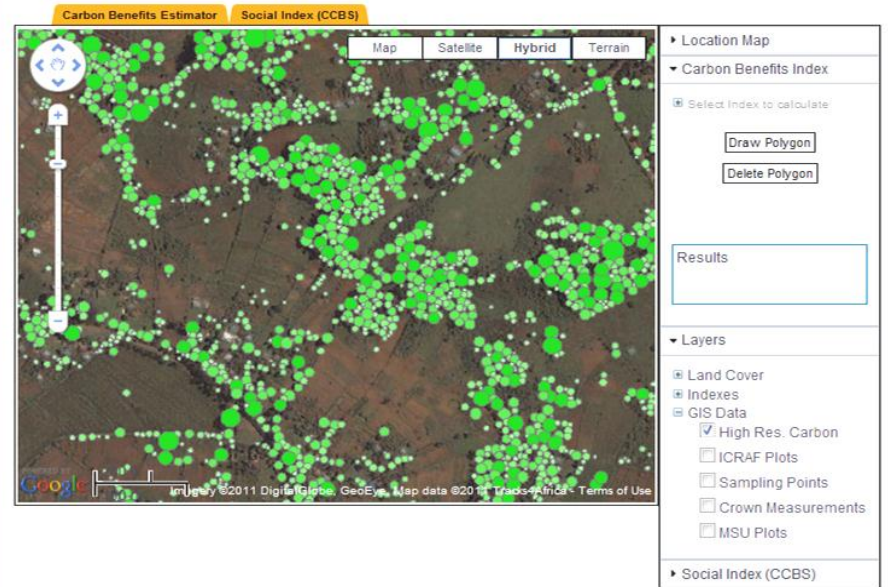 Carbon Benefits Estimator
Social Index (CCBS)
Map
Satellite
Hybrid
Terrain
POWERED BY
Google
Imagery ©2011 DigitalGlobe, GeoEye, Map data ©2011 Tracks4Africa - Terms of Use
Location Map
Carbon Benefits Index
Select Index to calculate
Draw Polygon
Delete Polygon
Results
Layers
Land Cover
Indexes
GIS Data
High Res. Carbon
ICRAF Plots
Sampling Points
Crown Measurements
MSU Plots
Social Index (CCBS)